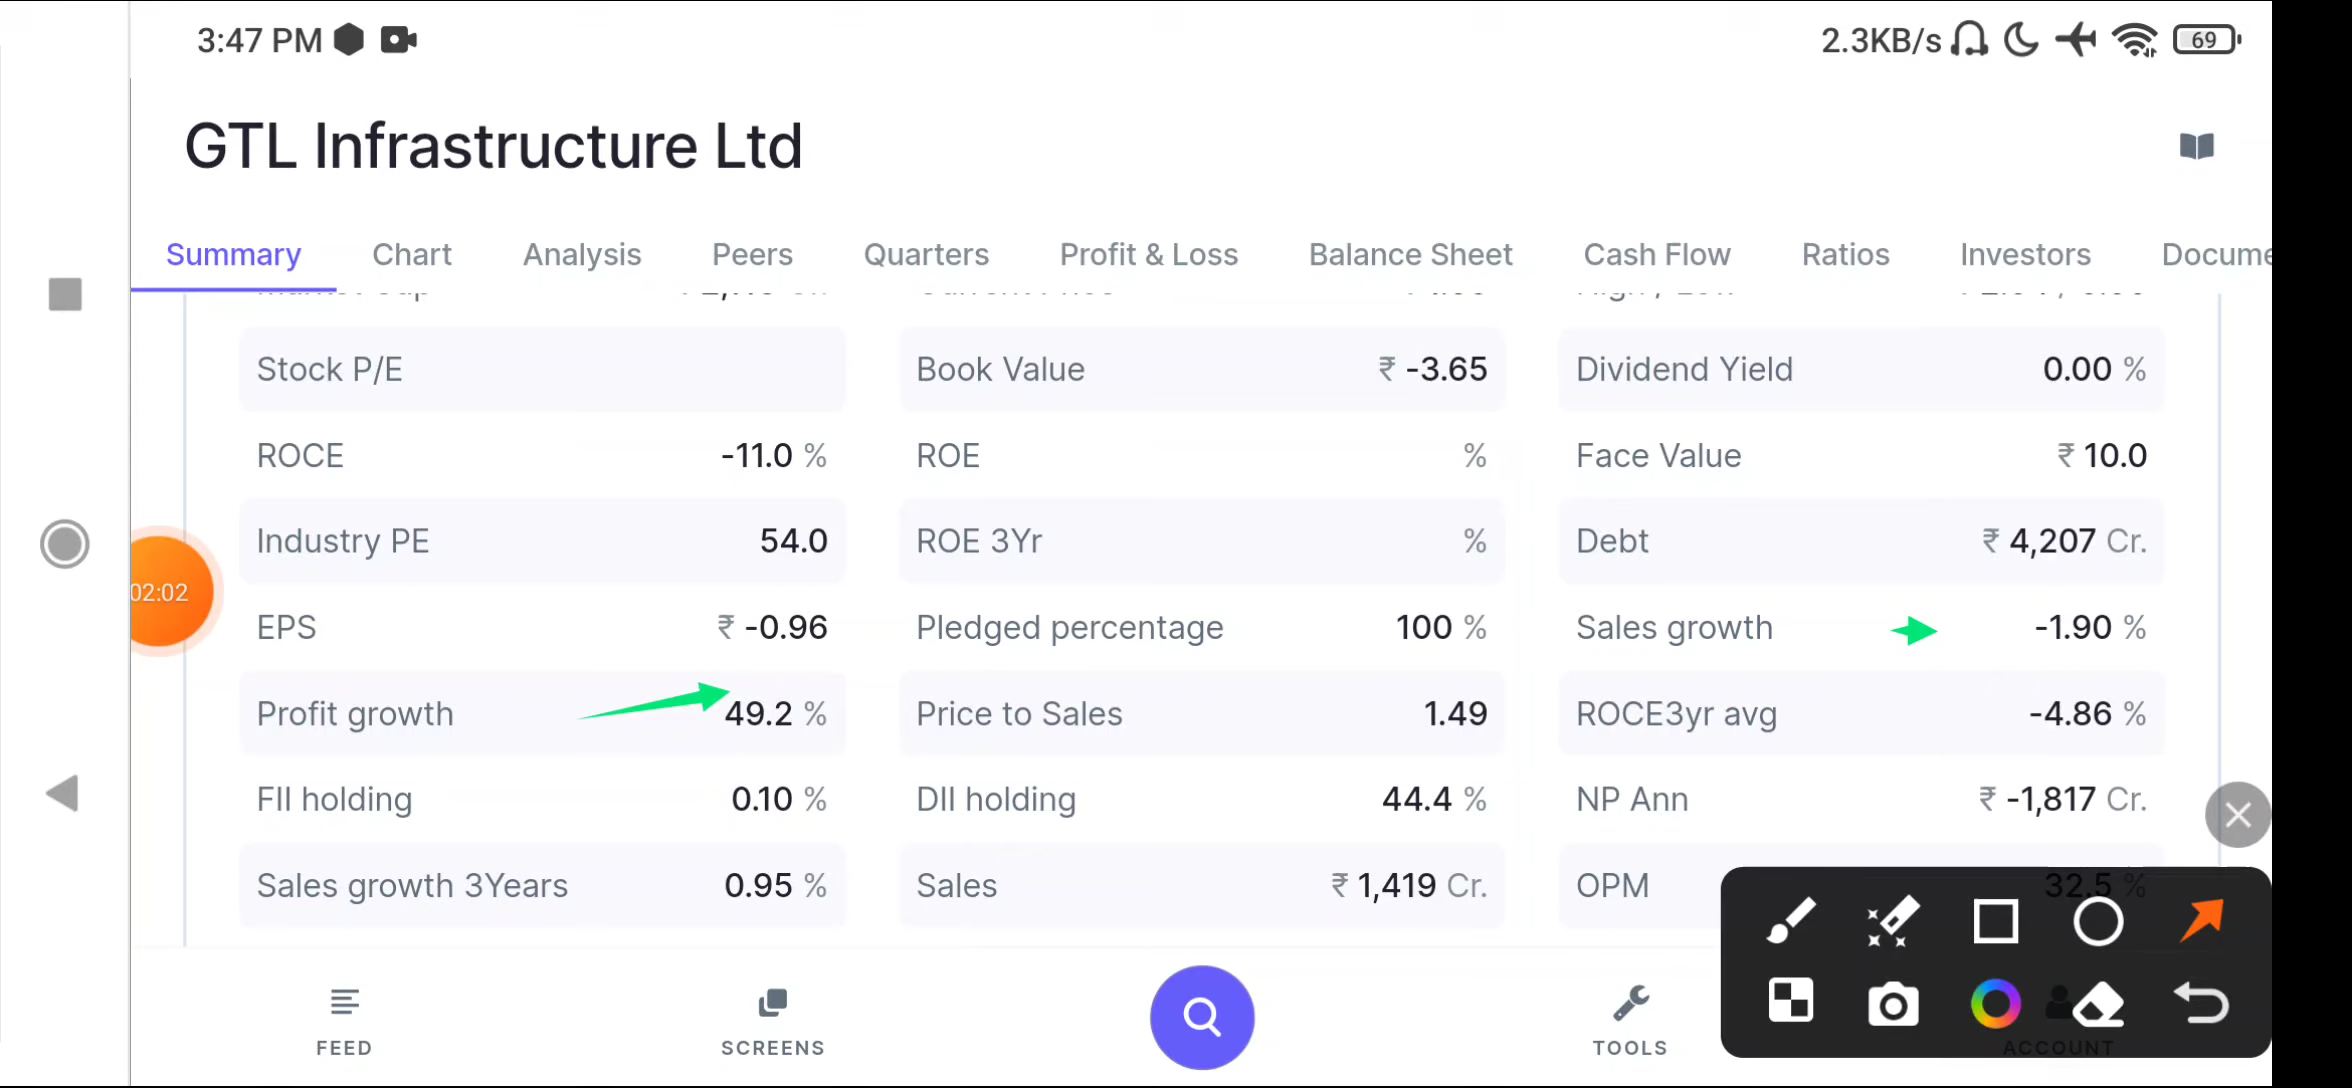 3:47 PM 2.3KB/s 69
GTL Infrastructure Ltd
Summary Chart Analysis Peers Quarters Profit & Loss Balance Sheet Cash Flow Ratios Investors Docume
Stock P/E Book Value ₹ -3.65 Dividend Yield 0.00 %
ROCE -11.0 % ROE % Face Value ₹ 10.0
Industry PE 54.0 ROE 3Yr % Debt ₹ 4,207 Cr.
02:02
EPS ₹ -0.96 Pledged percentage 100 % Sales growth -1.90 %
Profit growth 49.2 % Price to Sales 1.49 ROCE3yr avg -4.86 %
FII holding 0.10 % DII holding 44.4 % NP Ann ₹ -1,817 Cr.
Sales growth 3Years 0.95 % Sales ₹ 1,419 Cr. OPM 32.5 %
FEED SCREENS TOOLS ACCOUNT